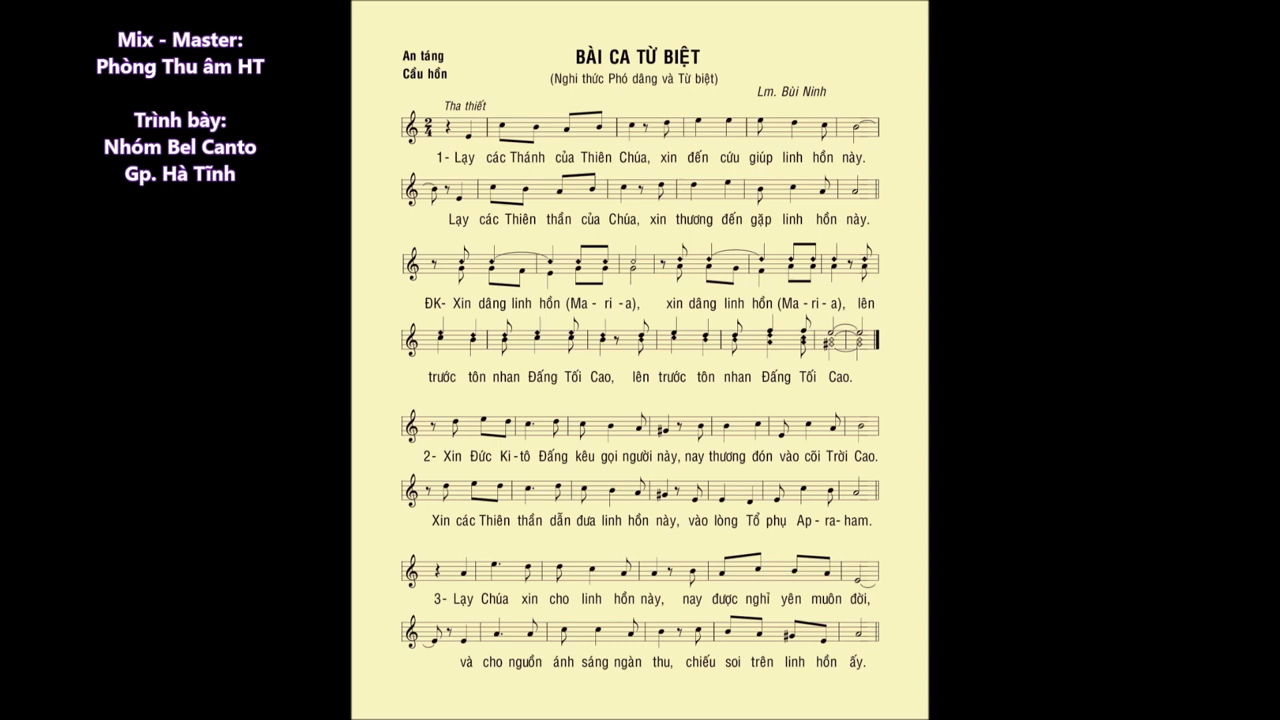 Mix - Master:
Phòng Thu âm HT
Trình bày:
Nhóm Bel Canto
Gp. Hà Tĩnh
An táng
Cầu hồn
BÀI CA TỪ BIỆT
(Nghi thức Phó dâng và Từ biệt)
Lm. Bùi Ninh
Tha thiết
1- Lạy các Thánh của Thiên Chúa, xin đến cứu giúp linh hồn này.
Lạy các Thiên thần của Chúa, xin thương đến gặp linh hồn này.
ĐK- Xin dâng linh hồn (Ma - ri - a), xin dâng linh hồn (Ma - ri - a), lên
trước tôn nhan Đấng Tối Cao, lên trước tôn nhan Đấng Tối Cao.
2- Xin Đức Ki-tô Đấng kêu gọi người này, nay thương đón vào cõi Trời Cao.
Xin các Thiên thần dẫn đưa linh hồn này, vào lòng Tổ phụ Ap - ra- ham.
3- Lạy Chúa xin cho linh hồn này, nay được nghỉ yên muôn đời,
và cho nguồn ánh sáng ngàn thu, chiếu soi trên linh hồn ấy.